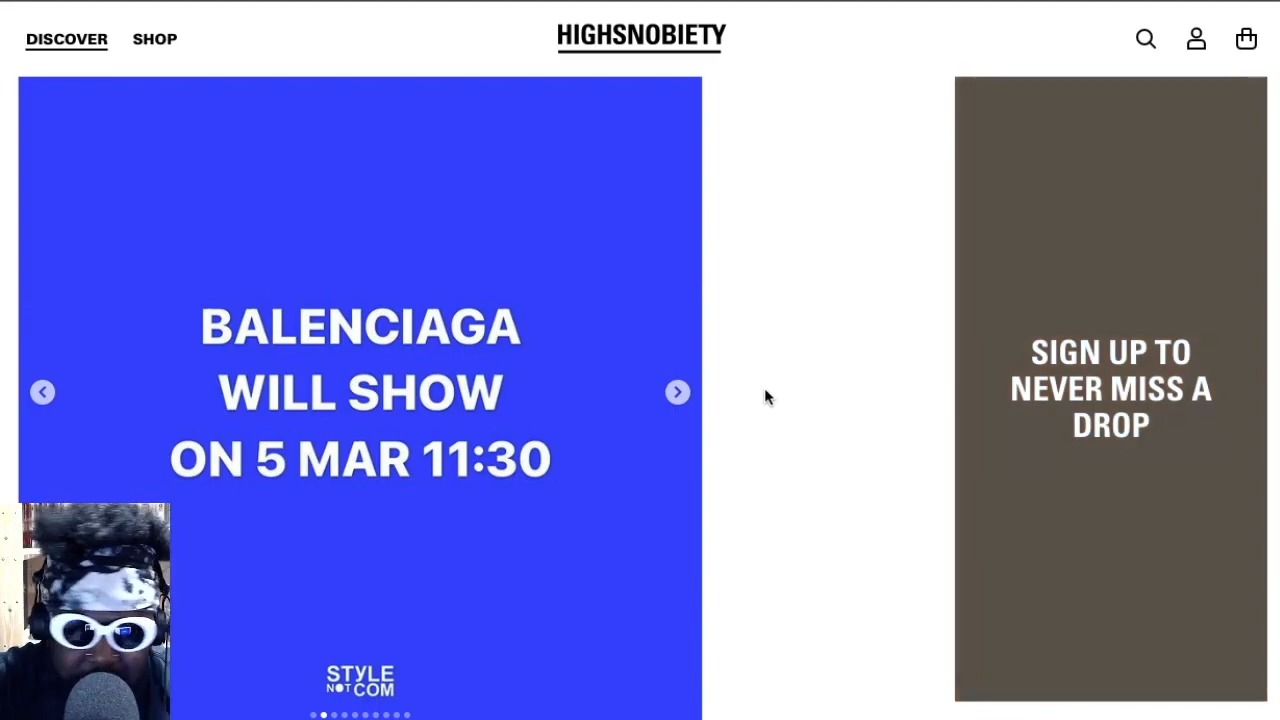 DISCOVER SHOP HIGHSNOBIETY
BALENCIAGA
WILL SHOW
ON 5 MAR 11:30
STYLE
NOT COM
SIGN UP TO
NEVER MISS A
DROP